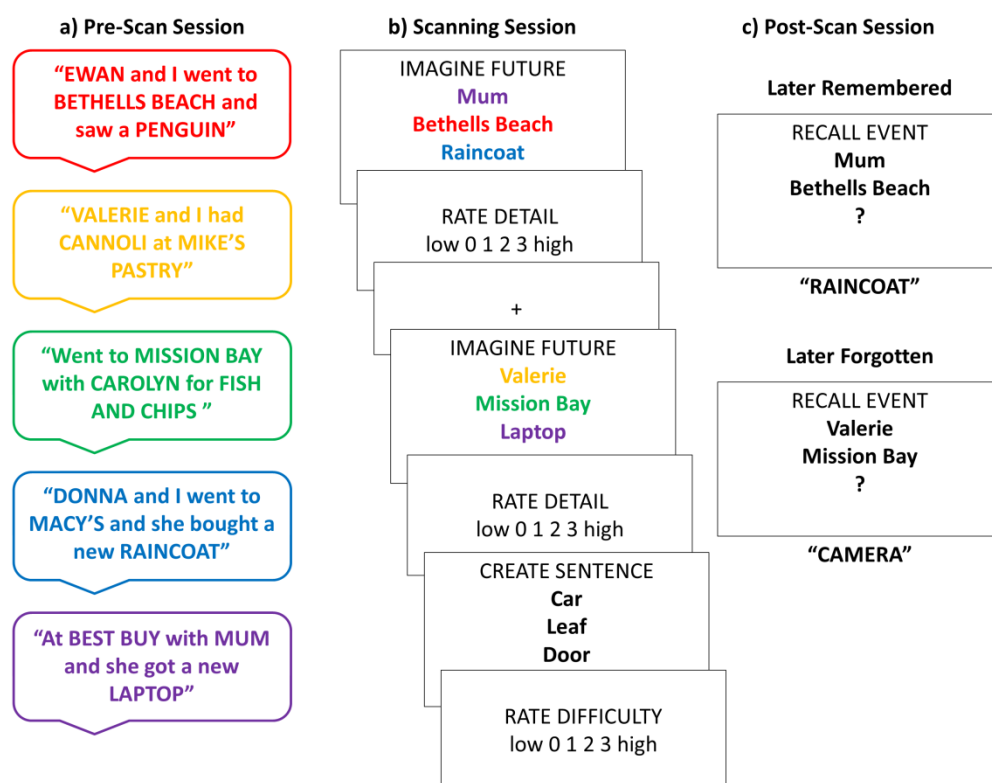 a) Pre-Scan Session
“EWAN and I went to
BETHELLS BEACH and
saw a PENGUIN”
“VALERIE and I had
CANNOLI at MIKE’S
PASTRY”
“Went to MISSION BAY
with CAROLYN for FISH
AND CHIPS ”
“DONNA and I went to
MACY’S and she bought a
new RAINCOAT”
“At BEST BUY with MUM
and she got a new
LAPTOP”
b) Scanning Session
IMAGINE FUTURE
Mum
Bethells Beach
Raincoat
RATE DETAIL
low 0 1 2 3 high
+
IMAGINE FUTURE
Valerie
Mission Bay
Laptop
RATE DETAIL
low 0 1 2 3 high
CREATE SENTENCE
Car
Leaf
Door
RATE DIFFICULTY
low 0 1 2 3 high
c) Post-Scan Session
Later Remembered
RECALL EVENT
Mum
Bethells Beach
?
“RAINCOAT”
Later Forgotten
RECALL EVENT
Valerie
Mission Bay
?
“CAMERA”